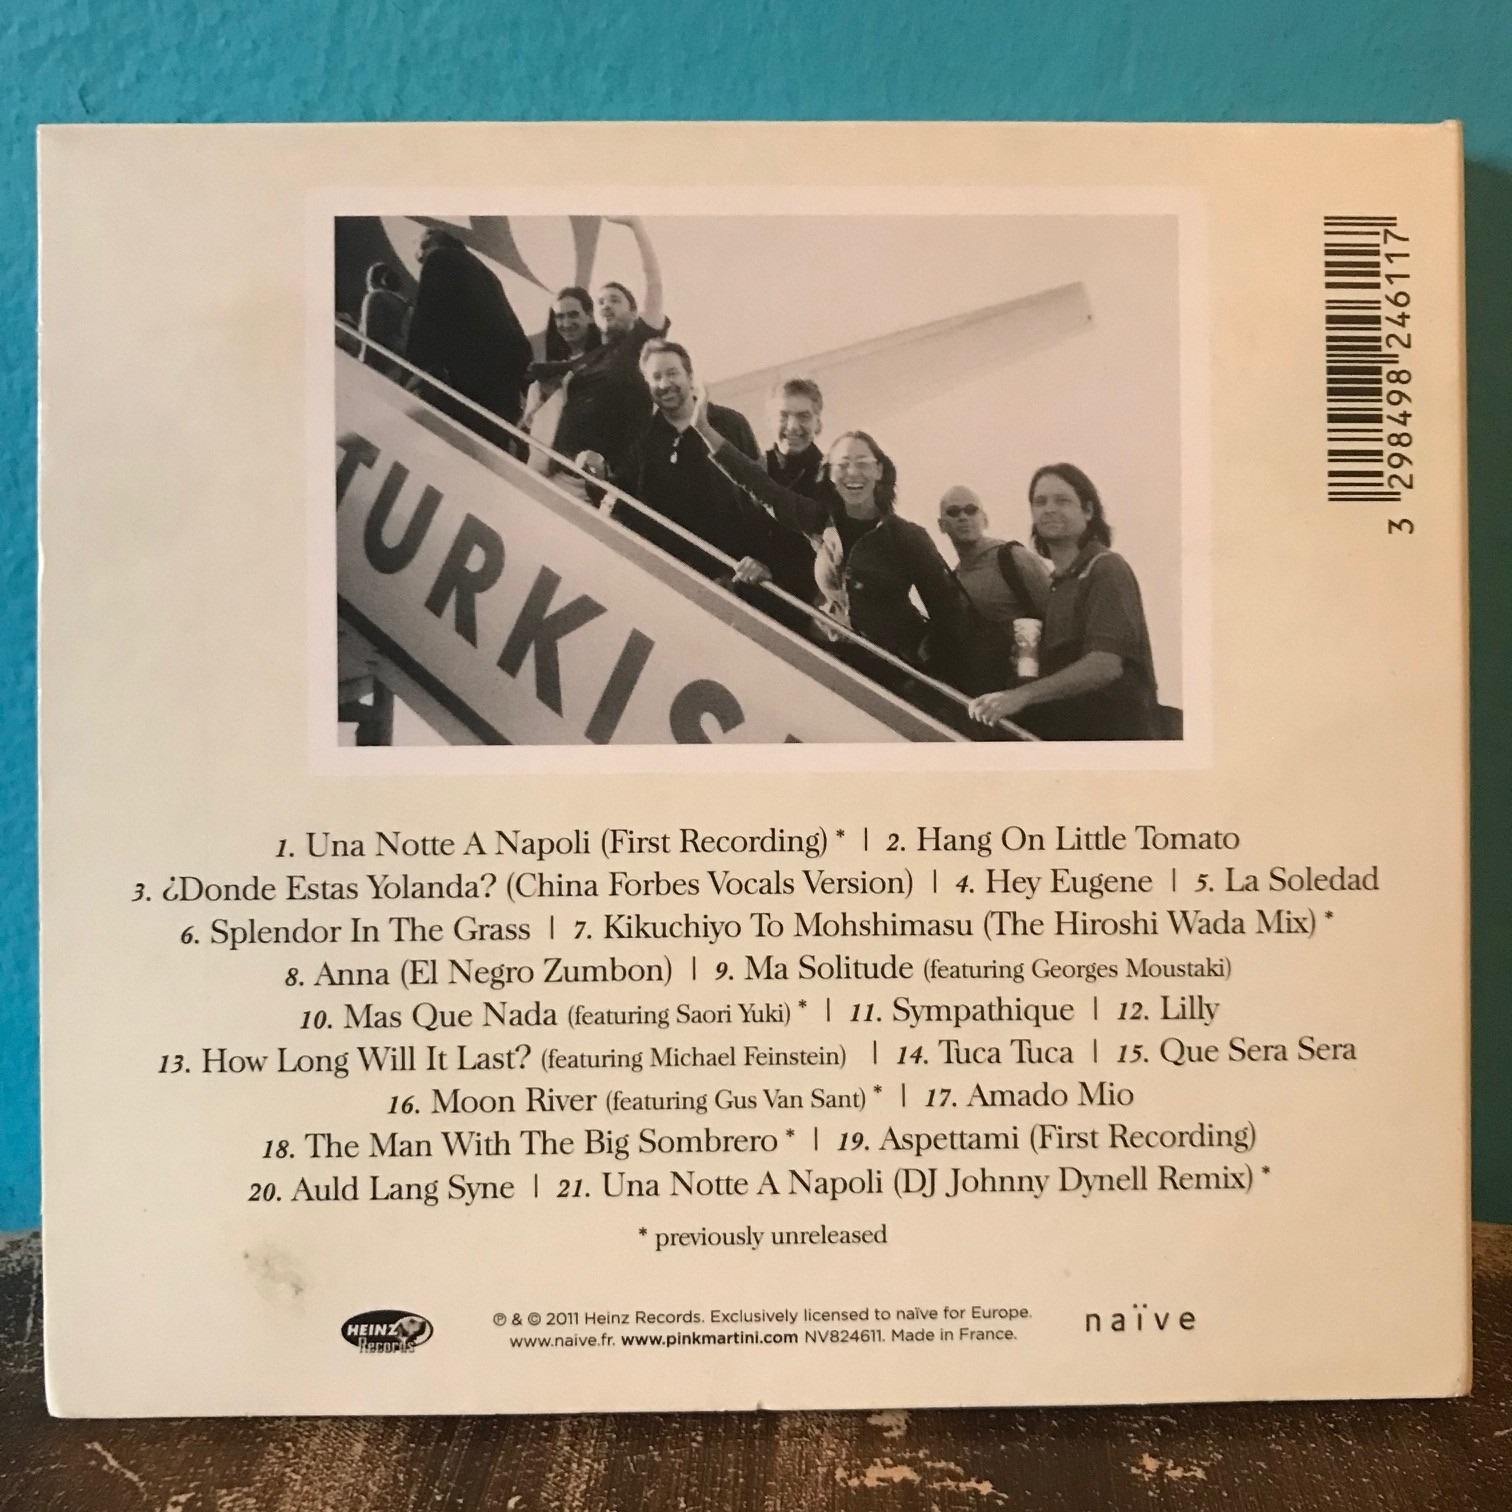 TURKIS
3 298498 246117
1. Una Notte A Napoli (First Recording) * | 2. Hang On Little Tomato
3. ¿Donde Estas Yolanda? (China Forbes Vocals Version) | 4. Hey Eugene | 5. La Soledad
6. Splendor In The Grass | 7. Kikuchiyo To Mohshimasu (The Hiroshi Wada Mix) *
8. Anna (El Negro Zumbon) | 9. Ma Solitude (featuring Georges Moustaki)
10. Mas Que Nada (featuring Saori Yuki) * | 11. Sympathique | 12. Lilly
13. How Long Will It Last? (featuring Michael Feinstein) | 14. Tuca Tuca | 15. Que Sera Sera
16. Moon River (featuring Gus Van Sant) * | 17. Amado Mio
18. The Man With The Big Sombrero * | 19. Aspettami (First Recording)
20. Auld Lang Syne | 21. Una Notte A Napoli (DJ Johnny Dynell Remix) *
* previously unreleased
HEINZ
Records
℗ & © 2011 Heinz Records. Exclusively licensed to naïve for Europe.
www.naive.fr. www.pinkmartini.com NV824611. Made in France.
naïve